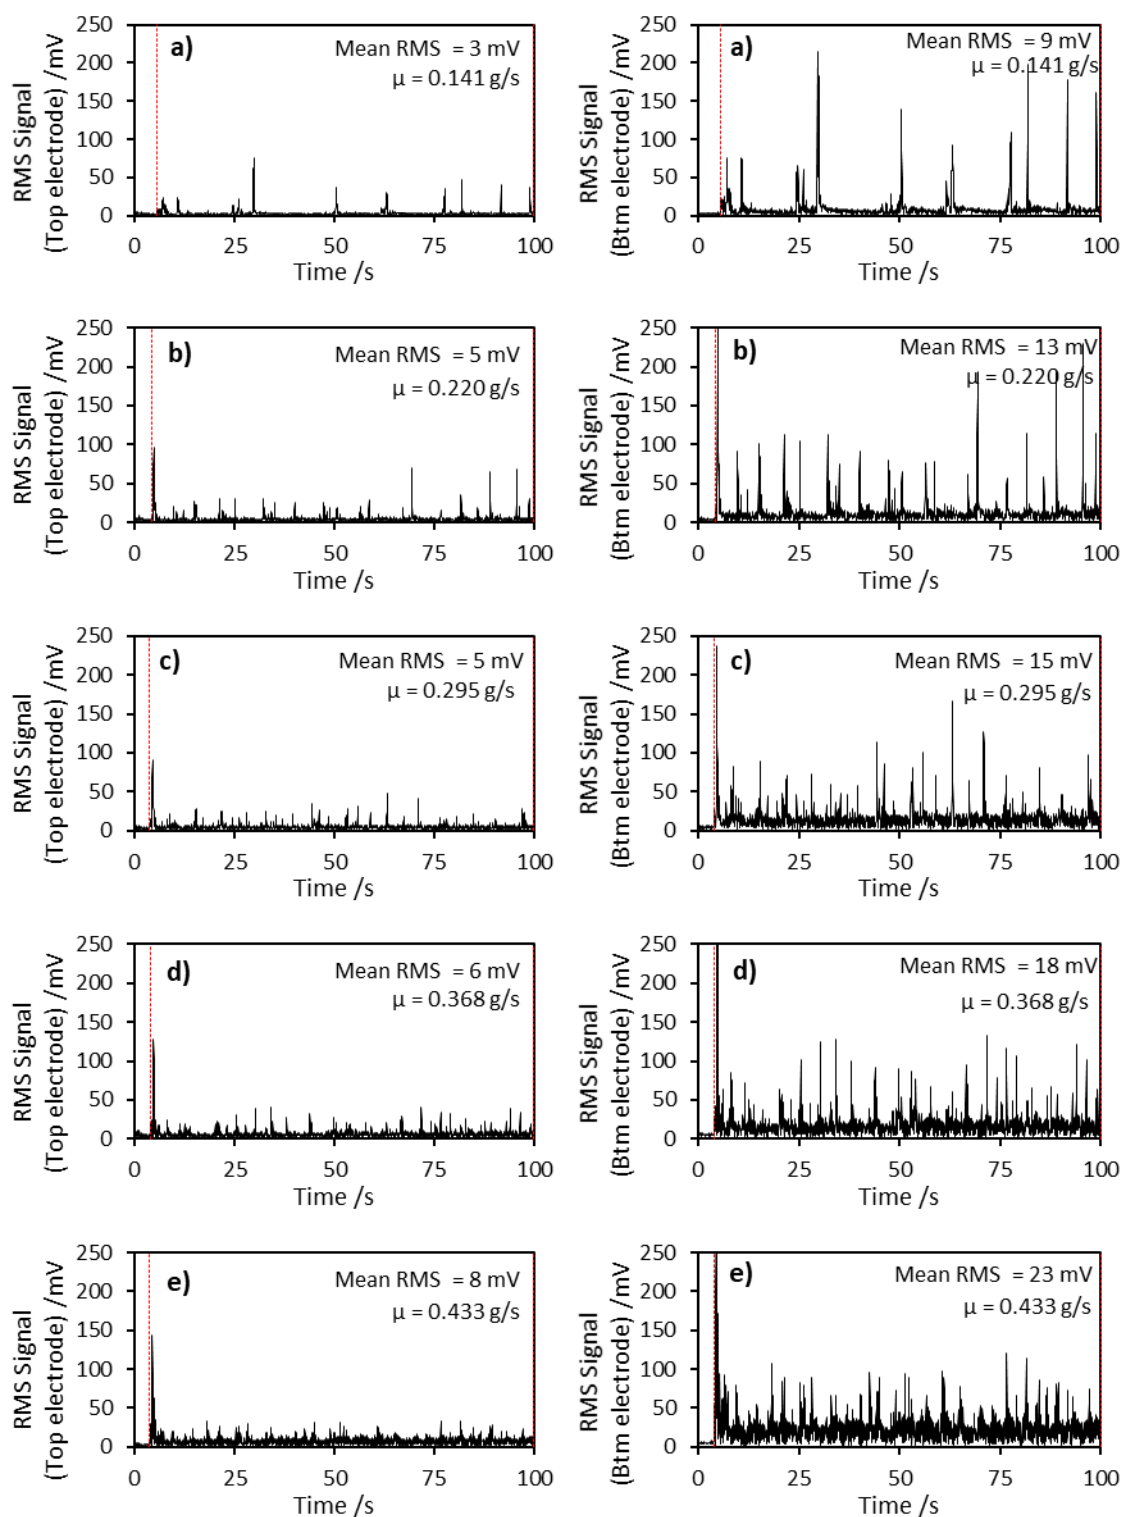 RMS Signal
(Top electrode) /mV
250
200
150
100
50
0
a)
Mean RMS = 3 mV
μ = 0.141 g/s
0 25 50 75 100
Time /s
RMS Signal
(Btm electrode) /mV
250
200
150
100
50
0
a)
Mean RMS = 9 mV
μ = 0.141 g/s
0 25 50 75 100
Time /s
RMS Signal
(Top electrode) /mV
250
200
150
100
50
0
b)
Mean RMS = 5 mV
μ = 0.220 g/s
0 25 50 75 100
Time /s
RMS Signal
(Btm electrode) /mV
250
200
150
100
50
0
b)
Mean RMS = 13 mV
μ = 0.220 g/s
0 25 50 75 100
Time /s
RMS Signal
(Top electrode) /mV
250
200
150
100
50
0
c)
Mean RMS = 5 mV
μ = 0.295 g/s
0 25 50 75 100
Time /s
RMS Signal
(Btm electrode) /mV
250
200
150
100
50
0
c)
Mean RMS = 15 mV
μ = 0.295 g/s
0 25 50 75 100
Time /s
RMS Signal
(Top electrode) /mV
250
200
150
100
50
0
d)
Mean RMS = 6 mV
μ = 0.368 g/s
0 25 50 75 100
Time /s
RMS Signal
(Btm electrode) /mV
250
200
150
100
50
0
d)
Mean RMS = 18 mV
μ = 0.368 g/s
0 25 50 75 100
Time /s
RMS Signal
(Top electrode) /mV
250
200
150
100
50
0
e)
Mean RMS = 8 mV
μ = 0.433 g/s
0 25 50 75 100
Time /s
RMS Signal
(Btm electrode) /mV
250
200
150
100
50
0
e)
Mean RMS = 23 mV
μ = 0.433 g/s
0 25 50 75 100
Time /s